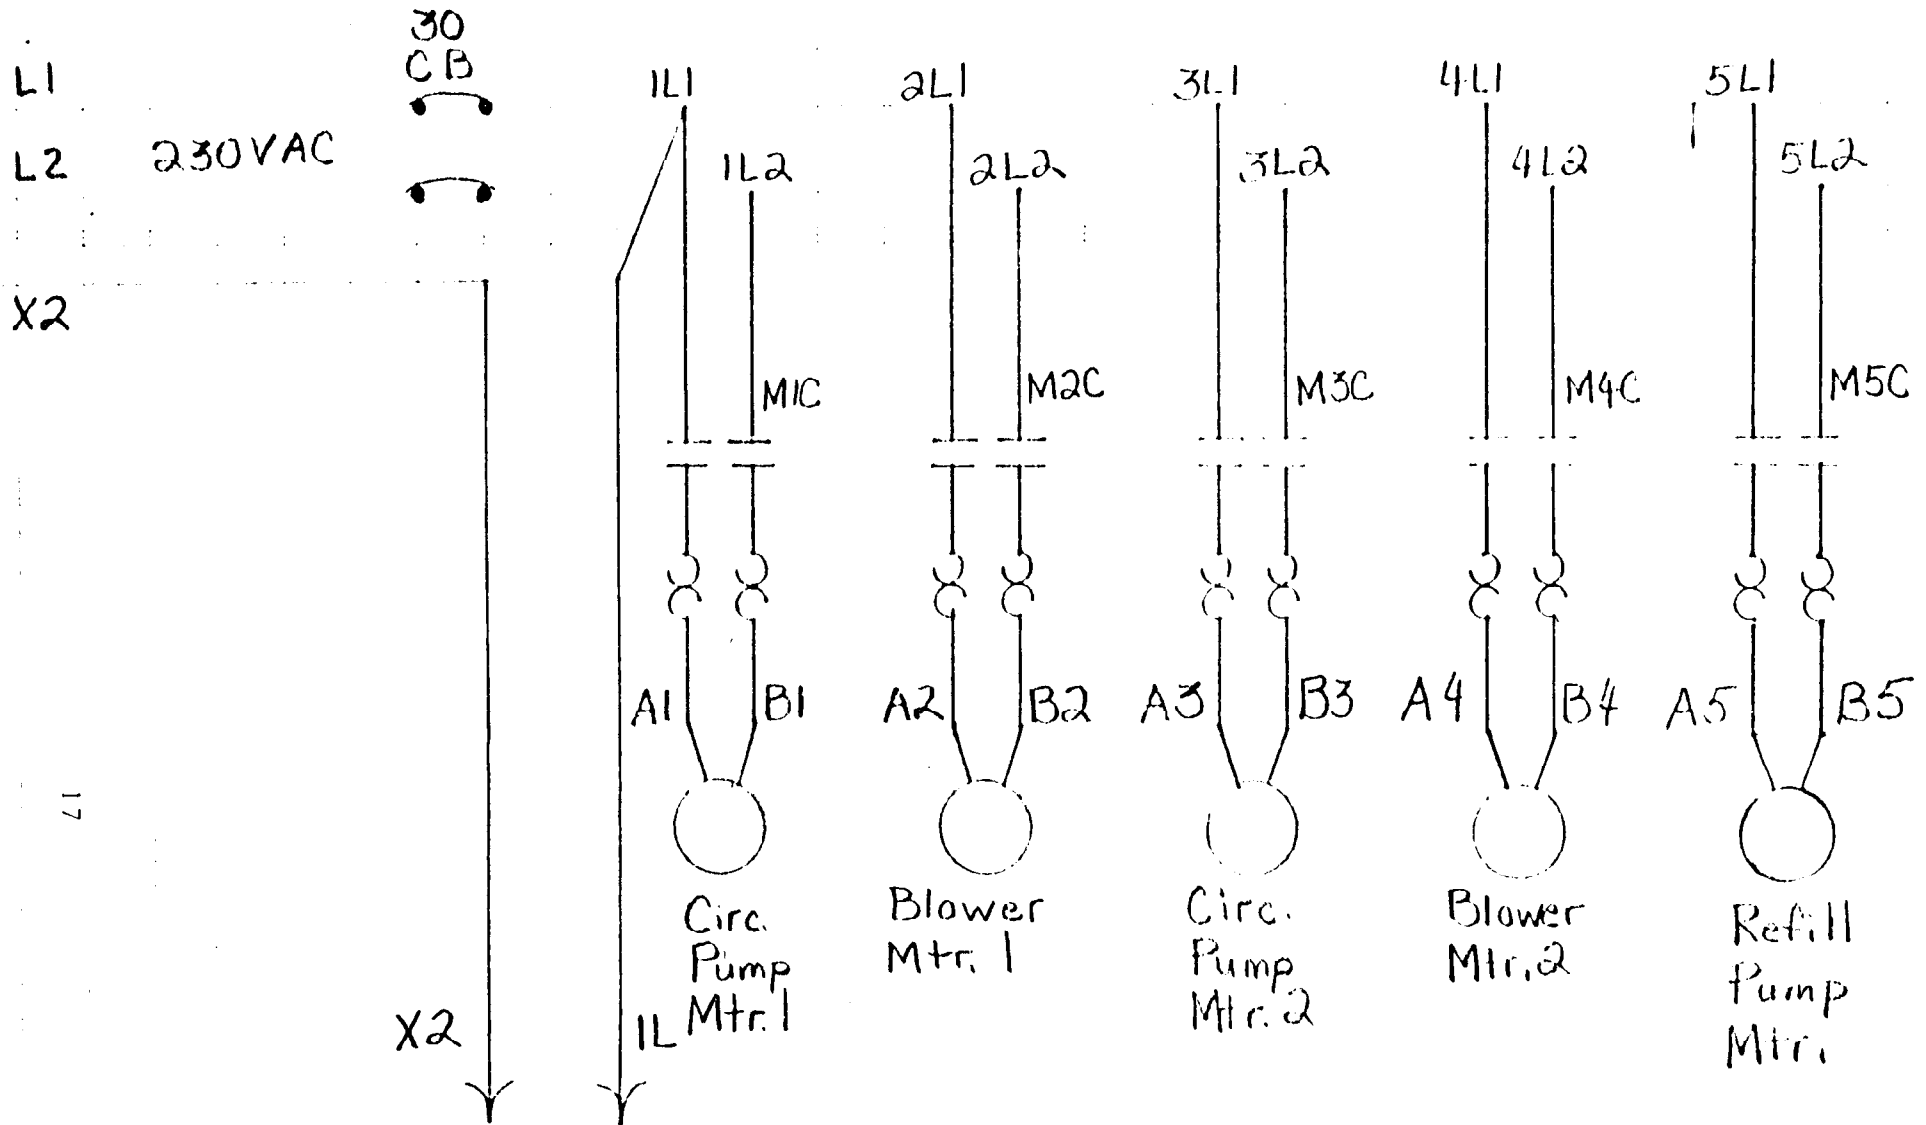 30
CB
L1
1L1
2L1
3L1
4L1
5L1
L2
230VAC
1L2
2L2
3L2
4L2
5L2
X2
M1C
M2C
M3C
M4C
M5C
A1
B1
A2
B2
A3
B3
A4
B4
A5
B5
17
Circ.
Pump
Mtr. 1
Blower
Mtr. 1
Circ.
Pump
Mtr. 2
Blower
Mtr. 2
Refill
Pump
Mtr.
X2
1L